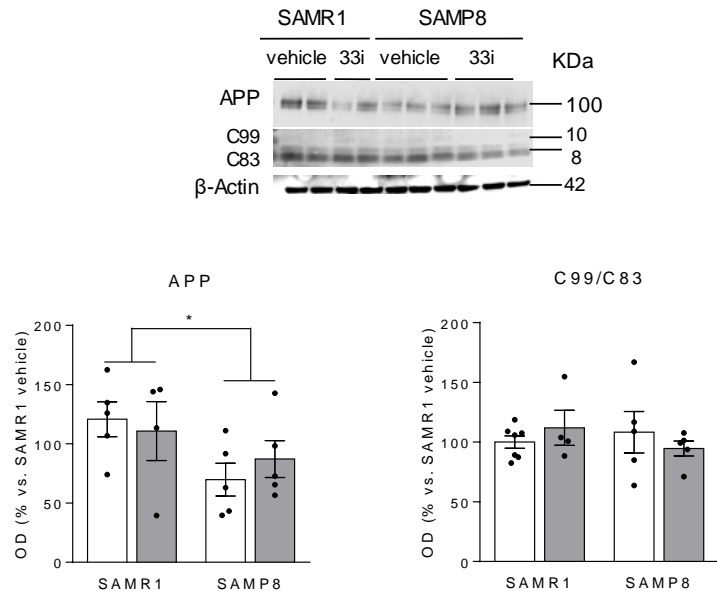 SAMR1 SAMP8
vehicle 33i vehicle 33i KDa
APP 100
C99 10
C83 8
β-Actin 42
APP
OD (% vs. SAMR1 vehicle)
200
150
100
50
0
*
SAMR1 SAMP8
C99/C83
OD (% vs. SAMR1 vehicle)
200
150
100
50
0
SAMR1 SAMP8